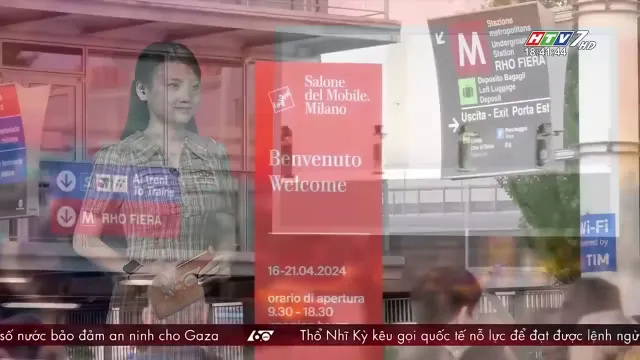 HTV7 HD
18:41:44
Stazione
metropolitana
Underground
Station
M
RHO FIERA
Deposito Bagagli
Left Luggage
Deposit
Uscita - Exit Porta Est
Salone
del Mobile.
Milano
Benvenuto
Welcome
16-21.04.2024
orario di apertura
9.30 - 18.30
Ai treni
To Trains
M RHO FIERA
Wi-Fi
powered by
TIM
số nước bảo đảm an ninh cho Gaza
60
Thổ Nhĩ Kỳ kêu gọi quốc tế nỗ lực để đạt được lệnh ngừ